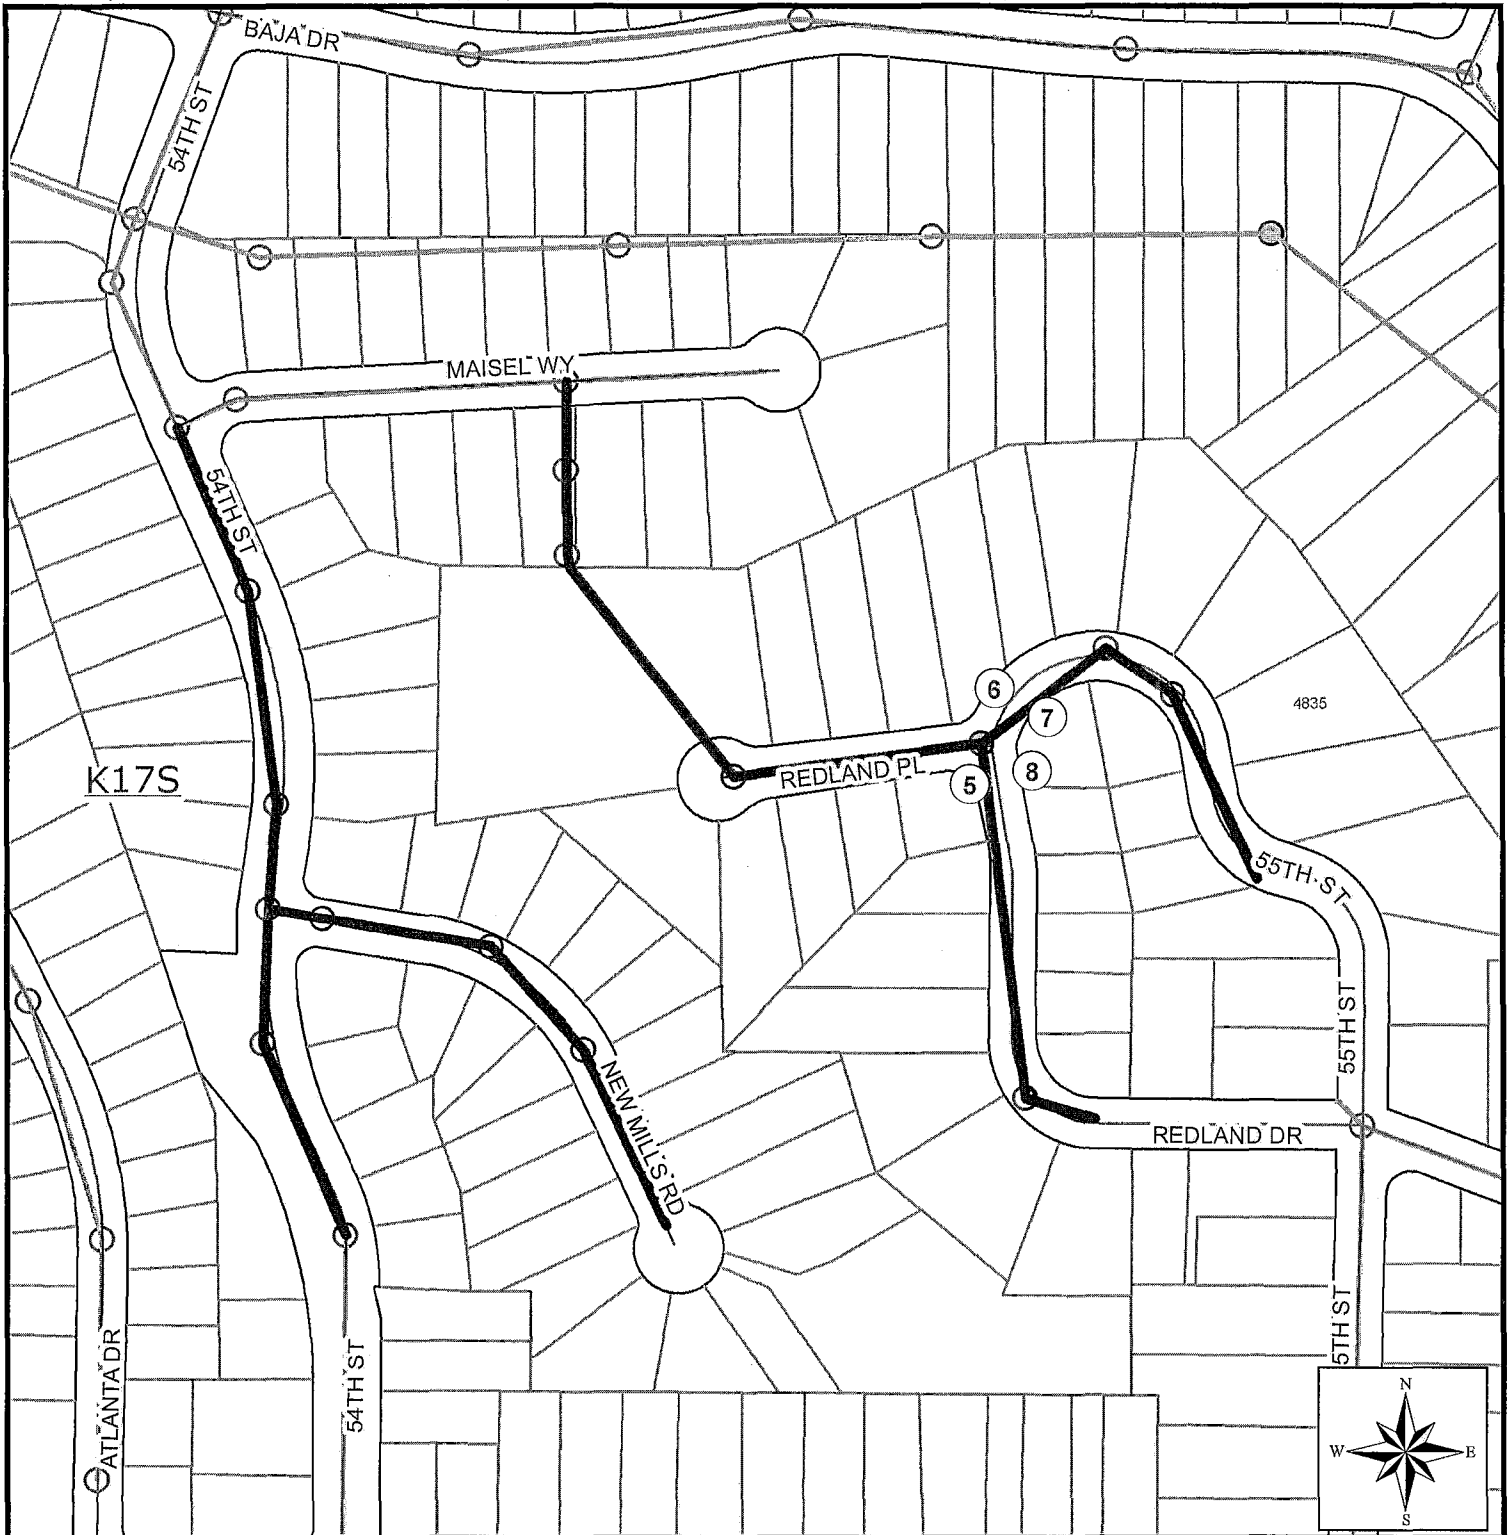 BAJA DR
54TH ST
MAISEL WY
54TH ST
6
4835
7
K17S
REDLAND PL
5
8
55TH ST
55TH ST
NEW MILLS RD
REDLAND DR
5TH ST
ATLANTA DR
54TH ST
N
W E
S